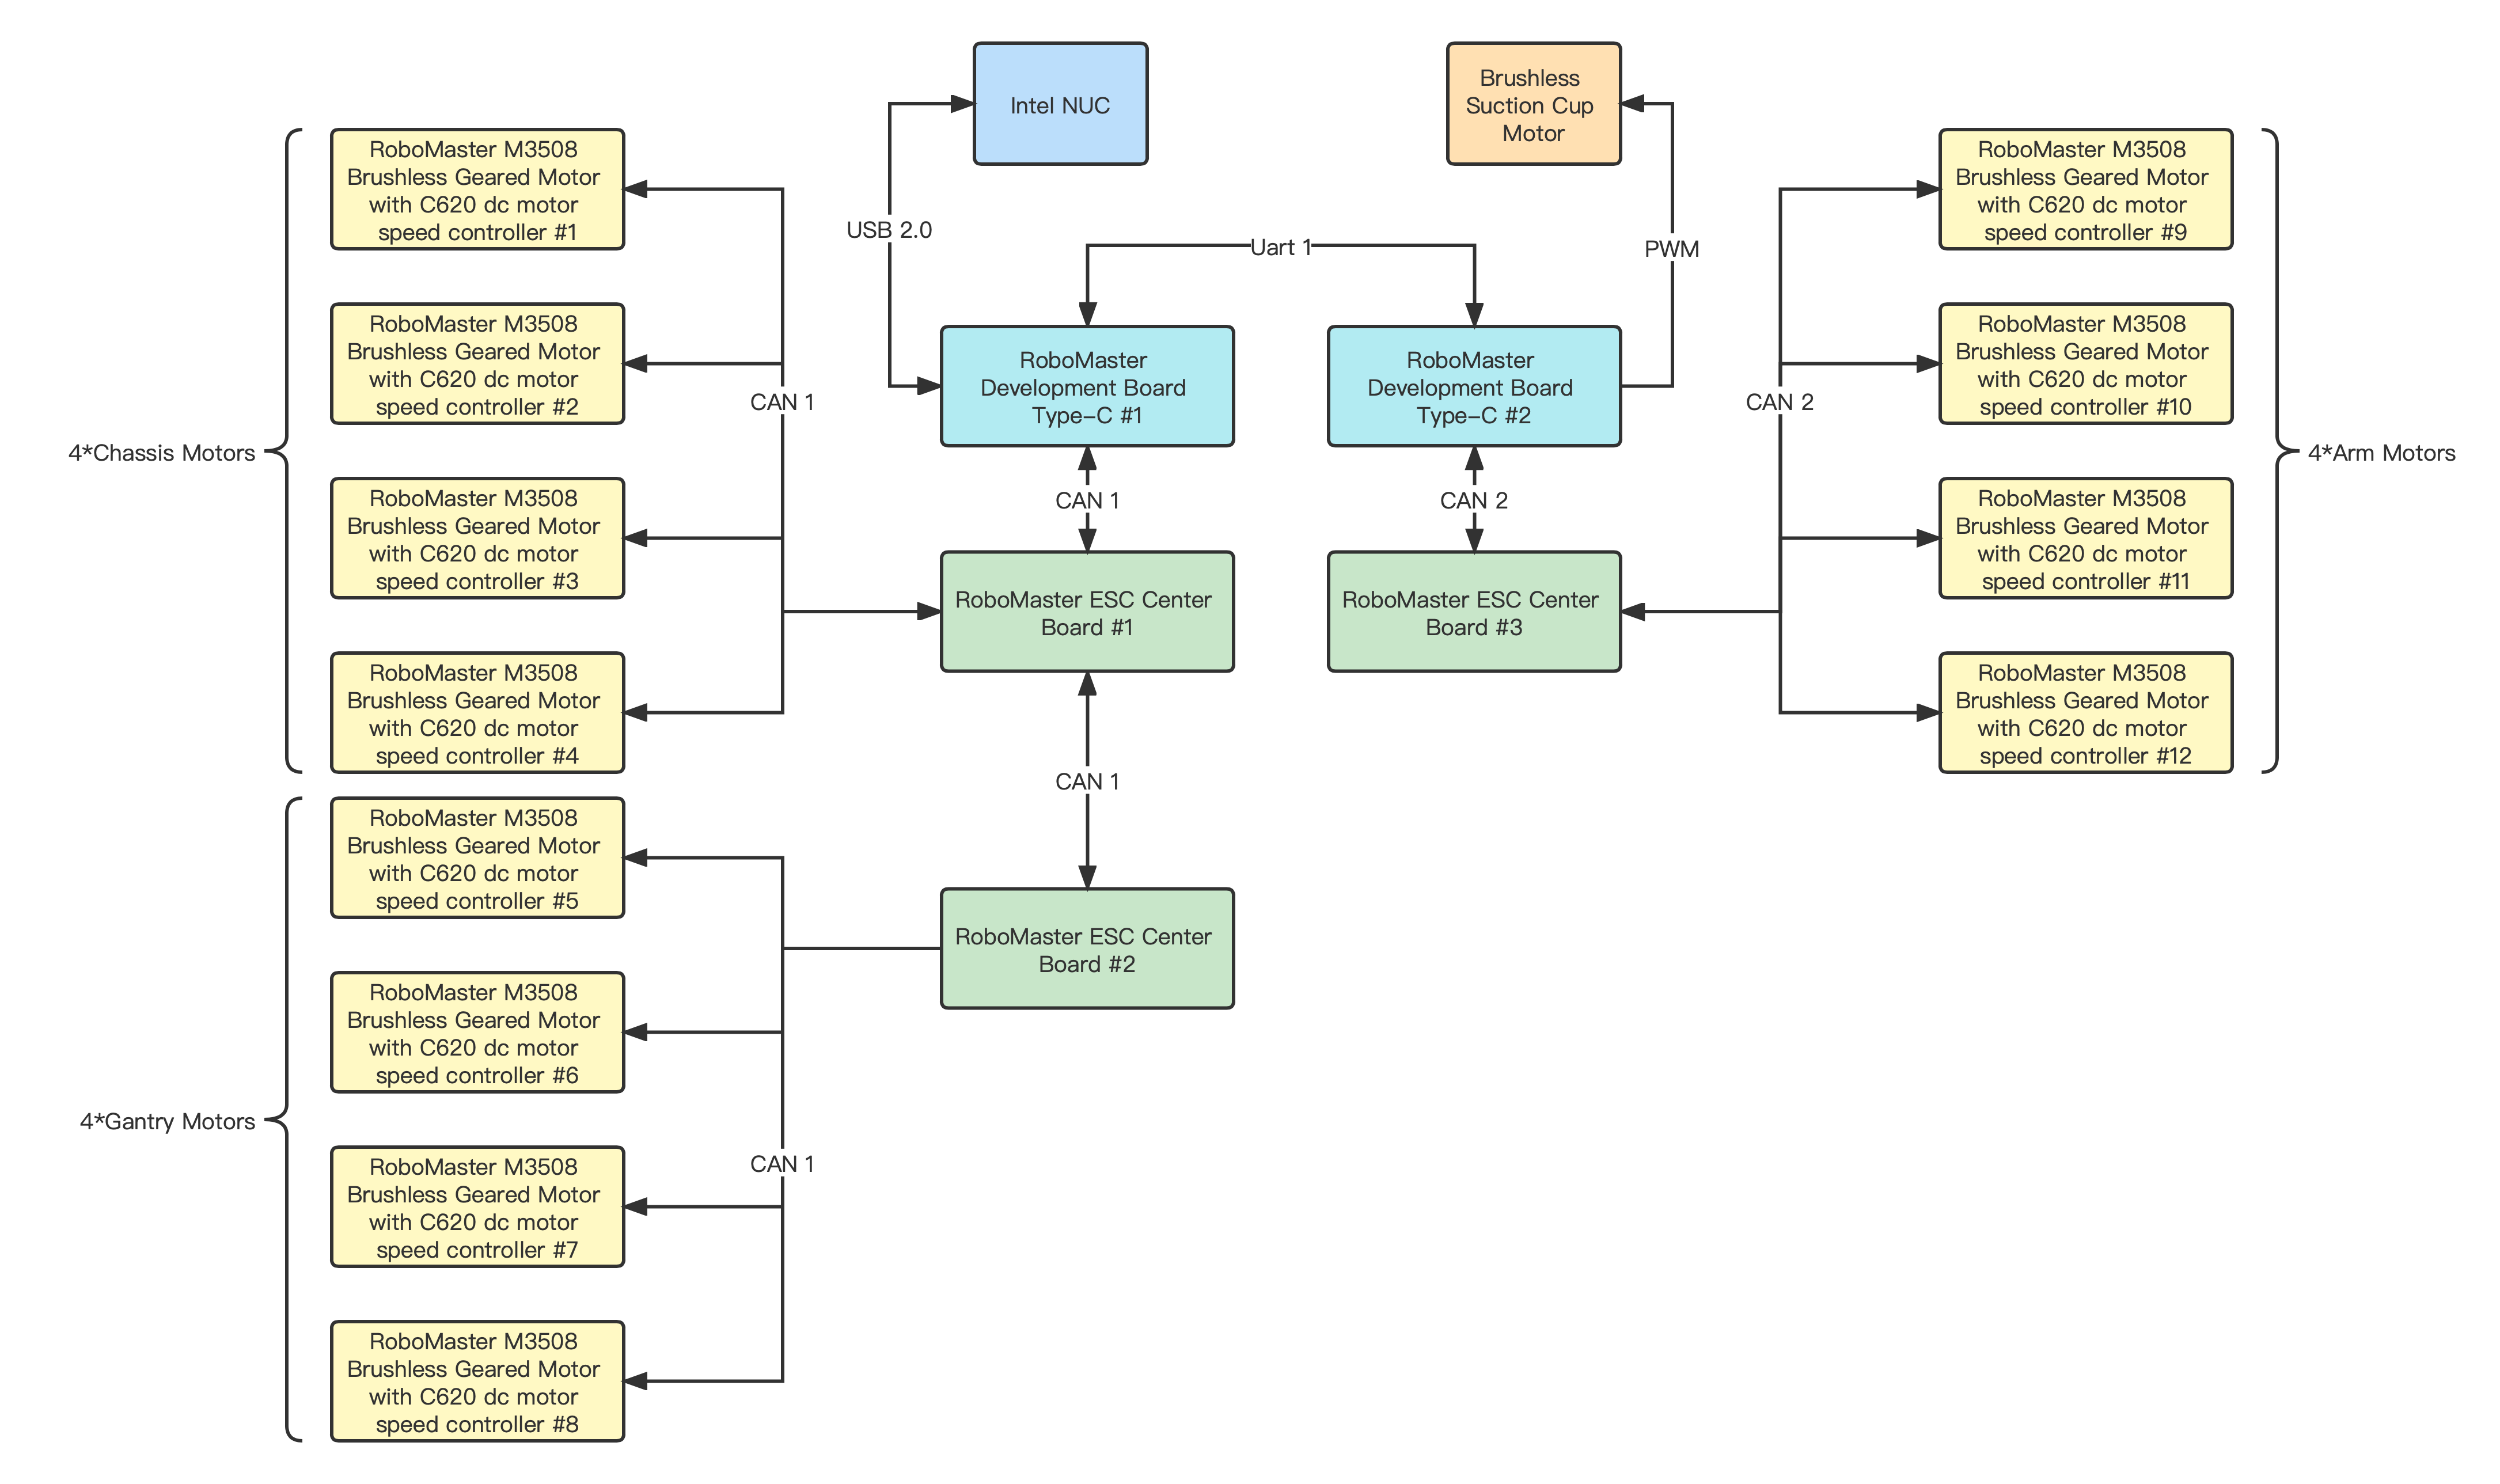 Intel NUC
Brushless
Suction Cup
Motor
USB 2.0
Uart 1
PWM
RoboMaster M3508
Brushless Geared Motor
with C620 dc motor
speed controller #1
RoboMaster M3508
Brushless Geared Motor
with C620 dc motor
speed controller #2
RoboMaster M3508
Brushless Geared Motor
with C620 dc motor
speed controller #3
RoboMaster M3508
Brushless Geared Motor
with C620 dc motor
speed controller #4
4*Chassis Motors
CAN 1
RoboMaster
Development Board
Type-C #1
RoboMaster
Development Board
Type-C #2
CAN 1
CAN 2
RoboMaster ESC Center
Board #1
RoboMaster ESC Center
Board #3
CAN 1
RoboMaster ESC Center
Board #2
CAN 2
RoboMaster M3508
Brushless Geared Motor
with C620 dc motor
speed controller #9
RoboMaster M3508
Brushless Geared Motor
with C620 dc motor
speed controller #10
RoboMaster M3508
Brushless Geared Motor
with C620 dc motor
speed controller #11
RoboMaster M3508
Brushless Geared Motor
with C620 dc motor
speed controller #12
4*Arm Motors
RoboMaster M3508
Brushless Geared Motor
with C620 dc motor
speed controller #5
RoboMaster M3508
Brushless Geared Motor
with C620 dc motor
speed controller #6
RoboMaster M3508
Brushless Geared Motor
with C620 dc motor
speed controller #7
RoboMaster M3508
Brushless Geared Motor
with C620 dc motor
speed controller #8
4*Gantry Motors
CAN 1